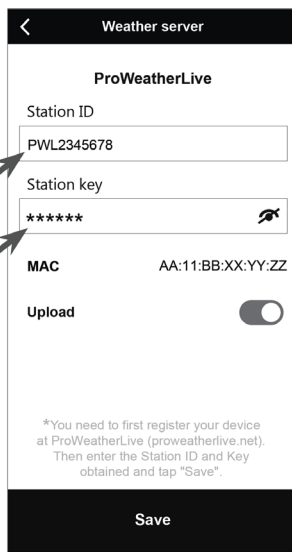 Weather server
ProWeatherLive
Station ID
PWL2345678
Station key
******
MAC AA:11:BB:XX:YY:ZZ
Upload
*You need to first register your device
at ProWeatherLive (proweatherlive.net).
Then enter the Station ID and Key
obtained and tap "Save".
Save